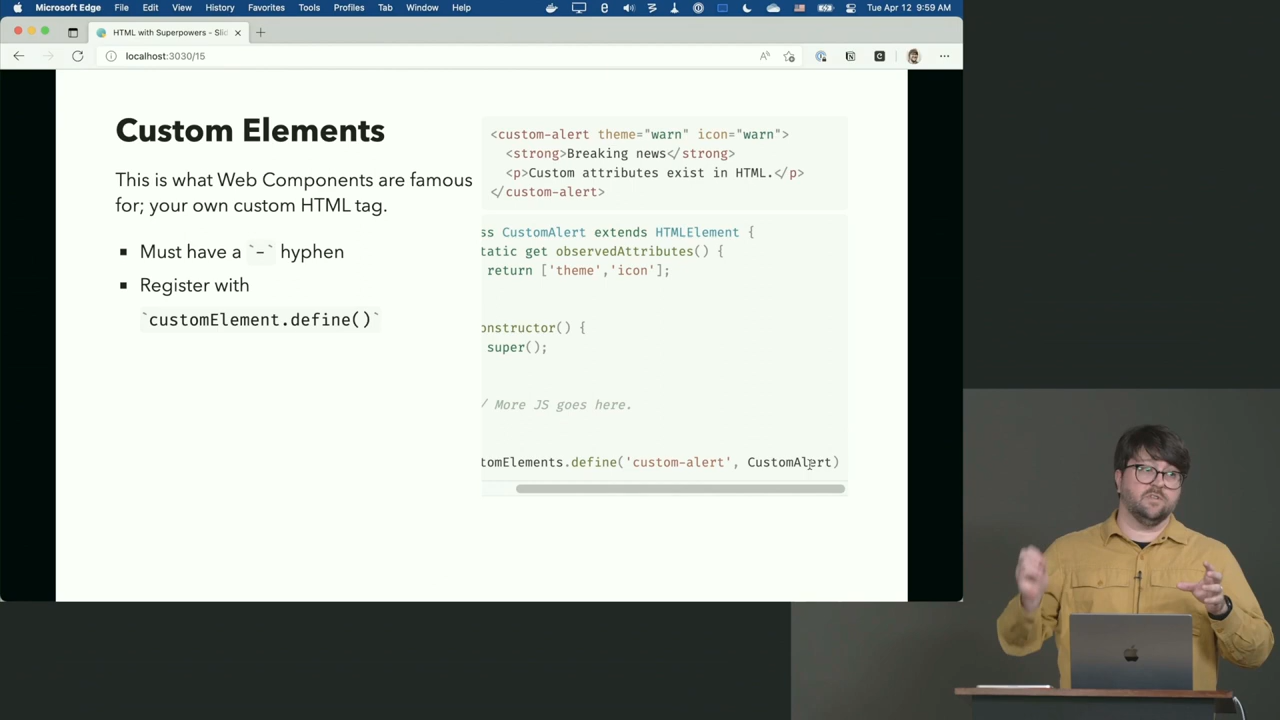 Microsoft Edge File Edit View History Favorites Tools Profiles Tab Window Help Tue Apr 12 9:59 AM
HTML with Superpowers - Slid
localhost:3030/15
Custom Elements
This is what Web Components are famous
for; your own custom HTML tag.
Must have a `-` hyphen
Register with
`customElement.define()`
<custom-alert theme="warn" icon="warn">
<strong>Breaking news</strong>
<p>Custom attributes exist in HTML.</p>
</custom-alert>
ss CustomAlert extends HTMLElement {
tatic get observedAttributes() {
return ['theme','icon'];
onstructor() {
super();
/ More JS goes here.
tomElements.define('custom-alert', CustomAlert)